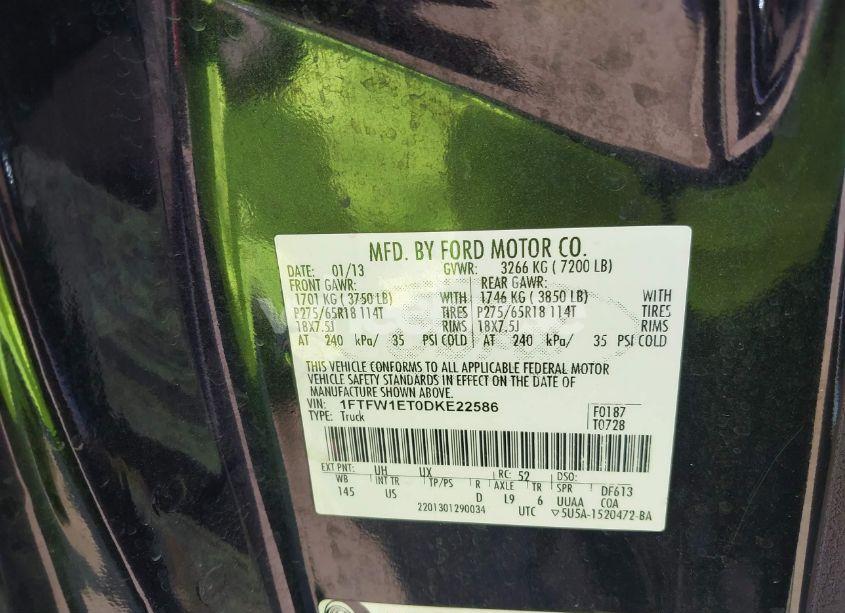 MFD. BY FORD MOTOR CO.
DATE: 01/13 GVWR: 3266 KG ( 7200 LB)
FRONT GAWR: REAR GAWR:
1701 KG ( 3750 LB) WITH 1746 KG ( 3850 LB) WITH
P275/65R18 114T TIRES P275/65R18 114T TIRES
18X7.5J RIMS 18X7.5J RIMS
AT 240 kPa/ 35 PSI COLD AT 240 kPa/ 35 PSI COLD
THIS VEHICLE CONFORMS TO ALL APPLICABLE FEDERAL MOTOR
VEHICLE SAFETY STANDARDS IN EFFECT ON THE DATE OF
MANUFACTURE SHOWN ABOVE.
VIN: 1FTFW1ET0DKE22586 F0187
TYPE: Truck T0728
EXT PNT: UH UX RC: 52 DSO:
WB INT TR TP/PS R AXLE TR SPR DF613
145 US D L9 6 UUAA COA
2201301290034 UTC ▽5U5A-1520472-BA